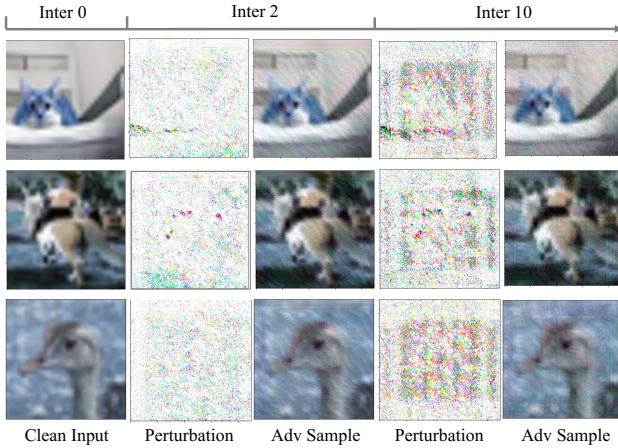 Inter 0 Inter 2 Inter 10
Clean Input Perturbation Adv Sample Perturbation Adv Sample